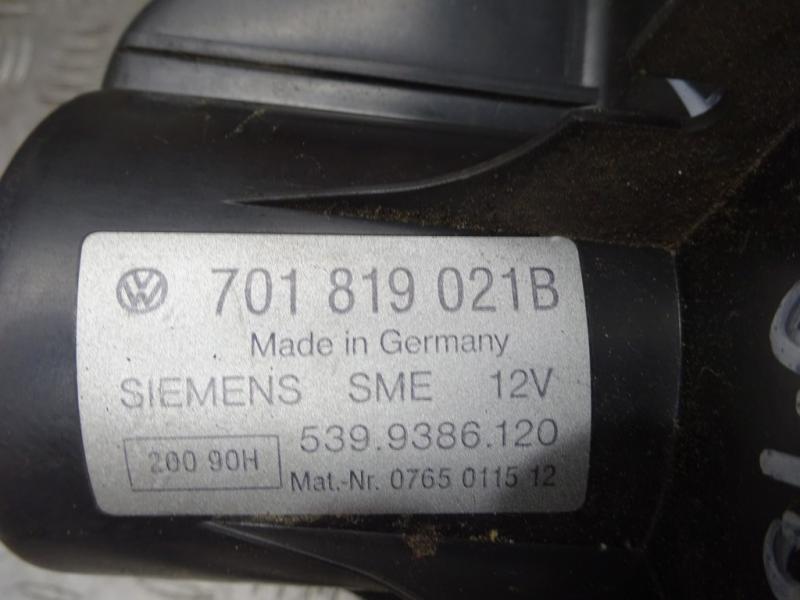 701 819 021B
Made in Germany
SIEMENS SME 12V
539.9386.120
200 90H
Mat.-Nr. 0765 0115 12